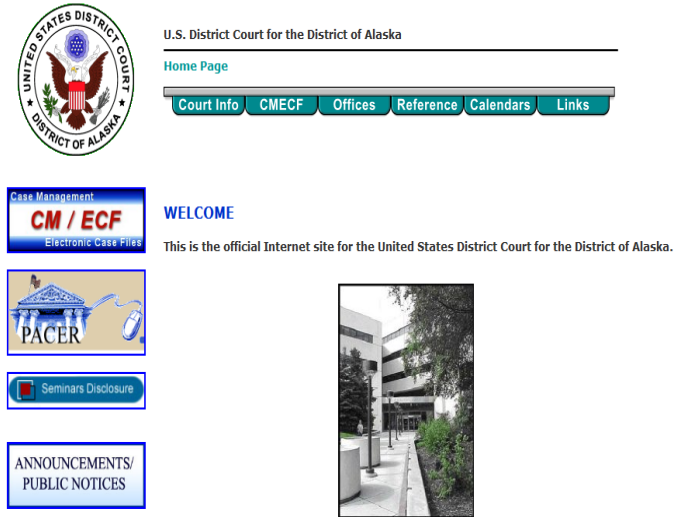 UNITED STATES DISTRICT COURT
DISTRICT OF ALASKA
U.S. District Court for the District of Alaska
Home Page
Court Info
CMECF
Offices
Reference
Calendars
Links
Case Management
CM / ECF
Electronic Case Files
PACER
Seminars Disclosure
ANNOUNCEMENTS/
PUBLIC NOTICES
WELCOME
This is the official Internet site for the United States District Court for the District of Alaska.